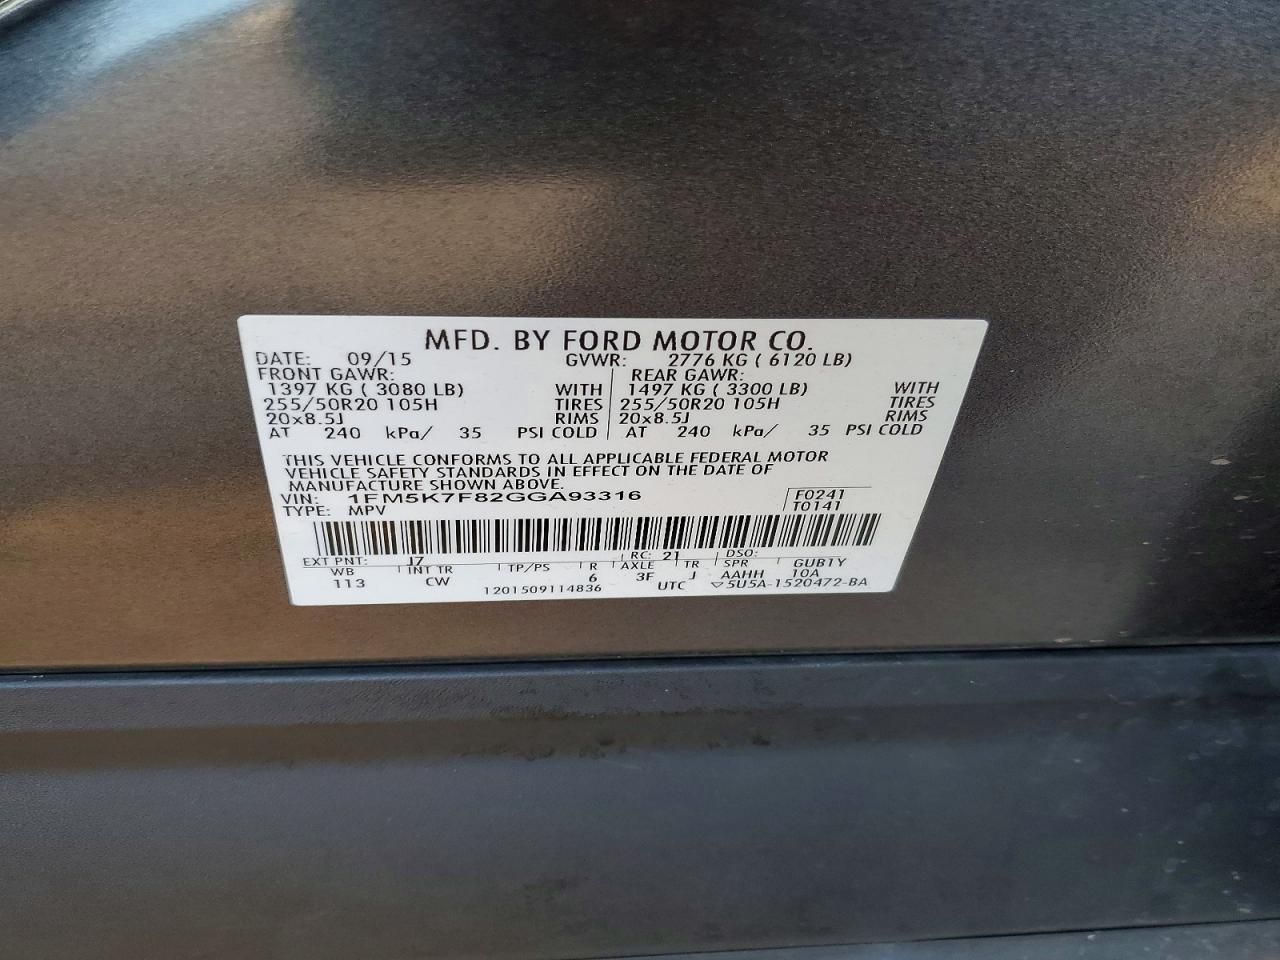 MFD. BY FORD MOTOR CO.
DATE: 09/15 GVWR: 2776 KG ( 6120 LB)
FRONT GAWR: REAR GAWR:
1397 KG ( 3080 LB) WITH 1497 KG ( 3300 LB) WITH
255/50R20 105H TIRES 255/50R20 105H TIRES
20x8.5J RIMS 20x8.5J RIMS
AT 240 kPa/ 35 PSI COLD AT 240 kPa/ 35 PSI COLD
THIS VEHICLE CONFORMS TO ALL APPLICABLE FEDERAL MOTOR
VEHICLE SAFETY STANDARDS IN EFFECT ON THE DATE OF
MANUFACTURE SHOWN ABOVE.
VIN: 1FM5K7F82GGA93316 F0241
TYPE: MPV T0141
EXT PNT: J7 RC: 21 DSO:
WB INT TR TP/PS R AXLE TR SPR GUB1Y
113 CW 6 3F J AAHH 10A
1201509114836 UTC ▽5U5A-1520472-BA